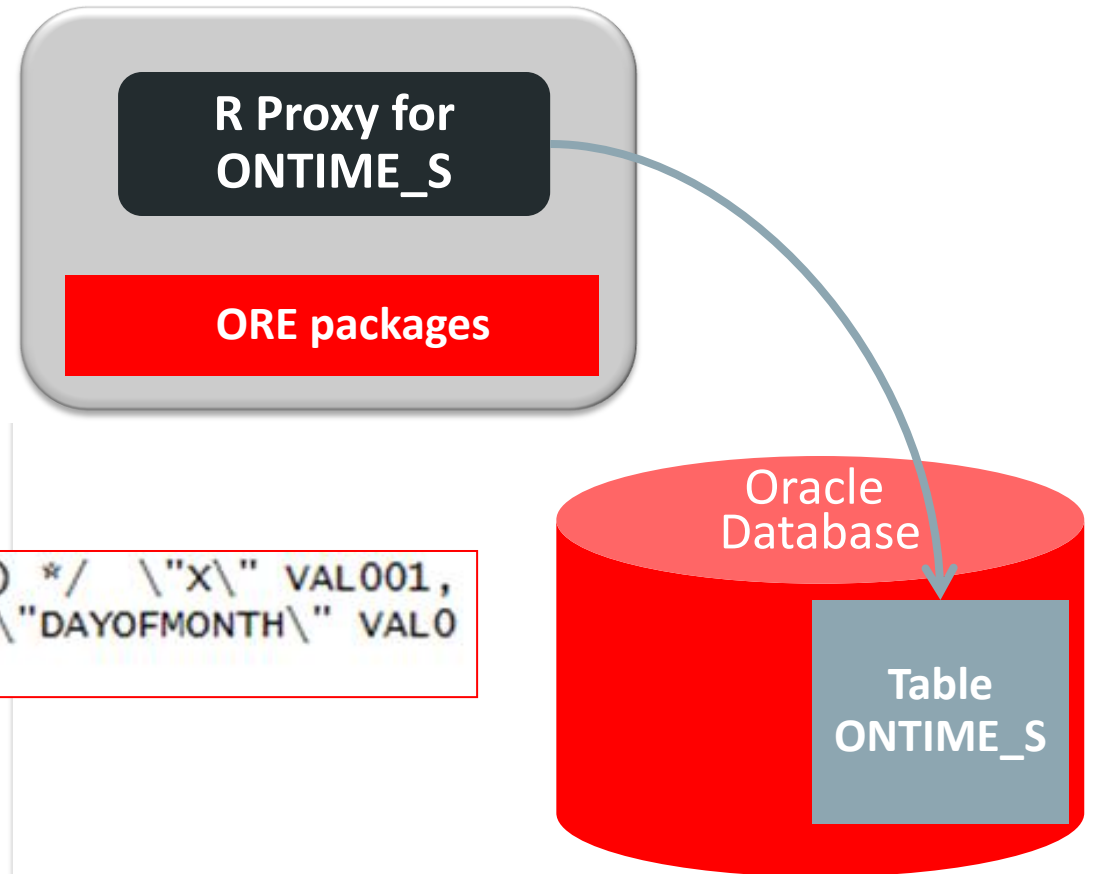 R Proxy for
ONTIME_S
ORE packages
Oracle
Database
) */ \"X\" VAL001,
\"DAYOFMONTH\" VAL0
Table
ONTIME_S